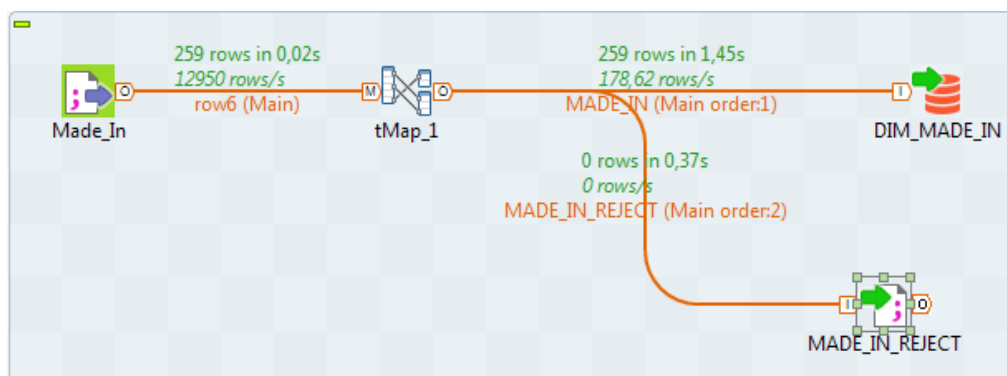 259 rows in 0,02s
12950 rows/s
row6 (Main)
259 rows in 1,45s
178,62 rows/s
MADE_IN (Main order:1)
Made_In
tMap_1
DIM_MADE_IN
0 rows in 0,37s
0 rows/s
MADE_IN_REJECT (Main order:2)
MADE_IN_REJECT
O
M
O
I
I
O